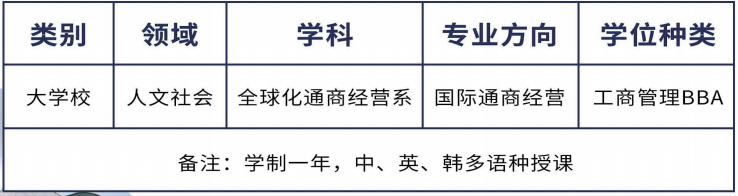 类别 领域 学科 专业方向 学位种类
大学校 人文社会 全球化通商经营系 国际通商经营 工商管理BBA
备注：学制一年，中、英、韩多语种授课